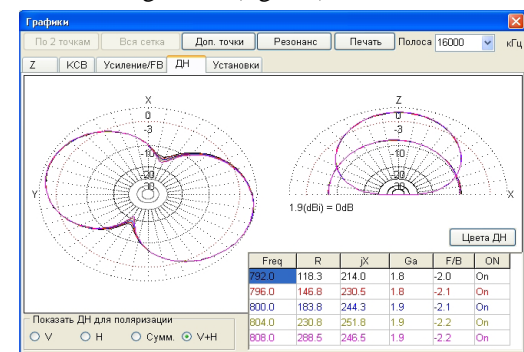 Графики
По 2 точкам Вся сетка Доп. точки Резонанс Печать Полоса 16000 кГц
Z КСВ Усиление/FB ДН Установки
X
0
-3
-10
-20
-30
Y
Z
0
-3
-10
-20
-30
X
1.9(dBi) = 0dB
Цвета ДН
Freq R jX Ga F/B ON
792.0 118.3 214.0 1.8 -2.0 On
796.0 146.8 230.5 1.8 -2.1 On
800.0 183.8 244.3 1.9 -2.1 On
804.0 230.8 251.8 1.9 -2.2 On
808.0 288.5 246.5 1.9 -2.2 On
Показать ДН для поляризации
V H Сумм. V+H